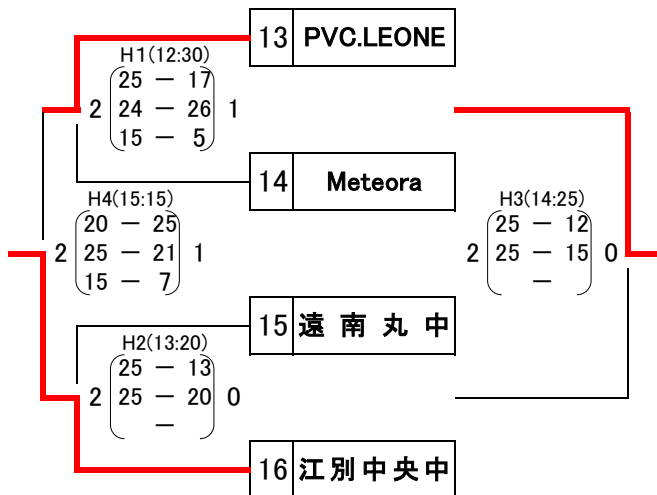 13 PVC.LEONE
H1(12:30)
25 − 17
2 24 − 26 1
15 − 5
14 Meteora
H4(15:15)
20 − 25
2 25 − 21 1
15 − 7
H3(14:25)
25 − 12
2 25 − 15 0
−
15 遠南丸中
H2(13:20)
25 − 13
2 25 − 20 0
−
16 江別中央中